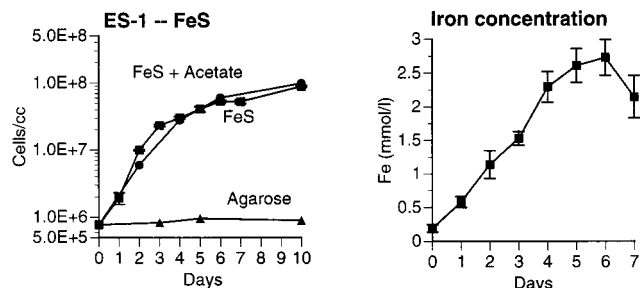 ES-1 -- FeS
5.0E+8
1.0E+8
1.0E+7
1.0E+6
5.0E+5
Cells/cc
FeS + Acetate
FeS
Agarose
0 1 2 3 4 5 6 7 8 9 10
Days
Iron concentration
3
2.5
2
1.5
1
0.5
0
Fe (mmol/l)
0 1 2 3 4 5 6 7
Days